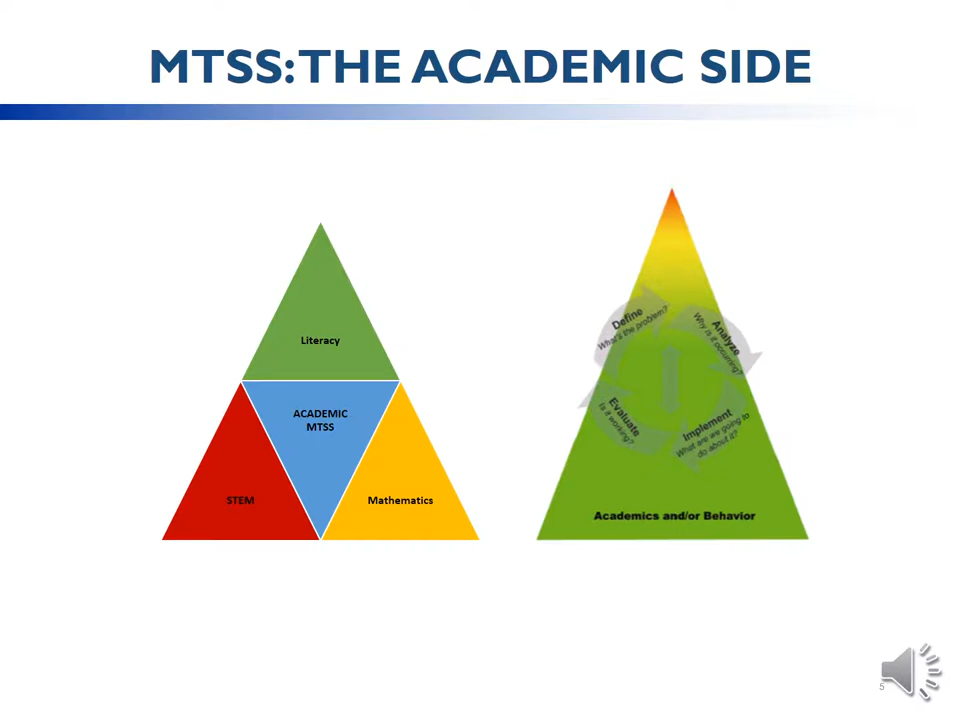 MTSS: THE ACADEMIC SIDE
Literacy
ACADEMIC
MTSS
STEM
Mathematics
Define
What's the problem?
Analyze
Why is it occurring?
Implement
What are we going to
do about it?
Evaluate
Is it working?
Academics and/or Behavior
5